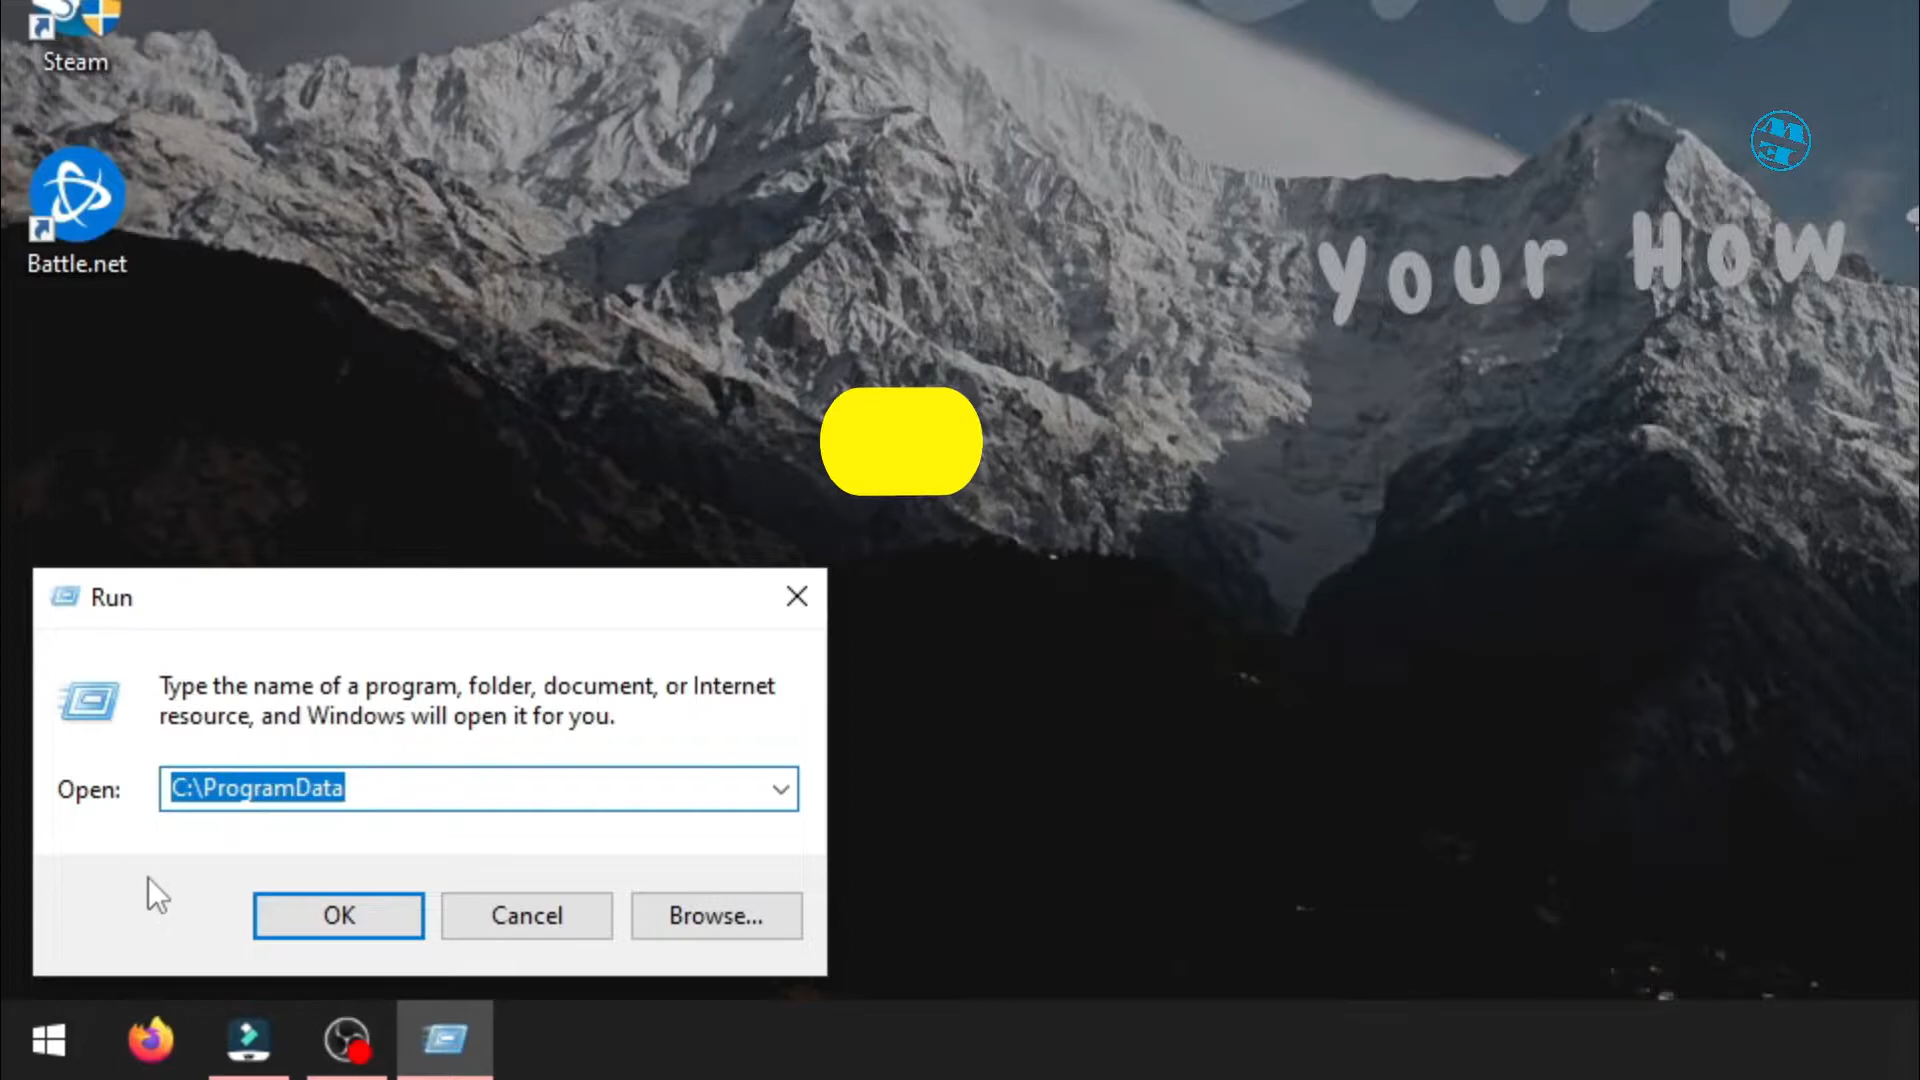 Steam
Battle.net
Your How
Run
Type the name of a program, folder, document, or Internet
resource, and Windows will open it for you.
Open:
C:\ProgramData
OK
Cancel
Browse...